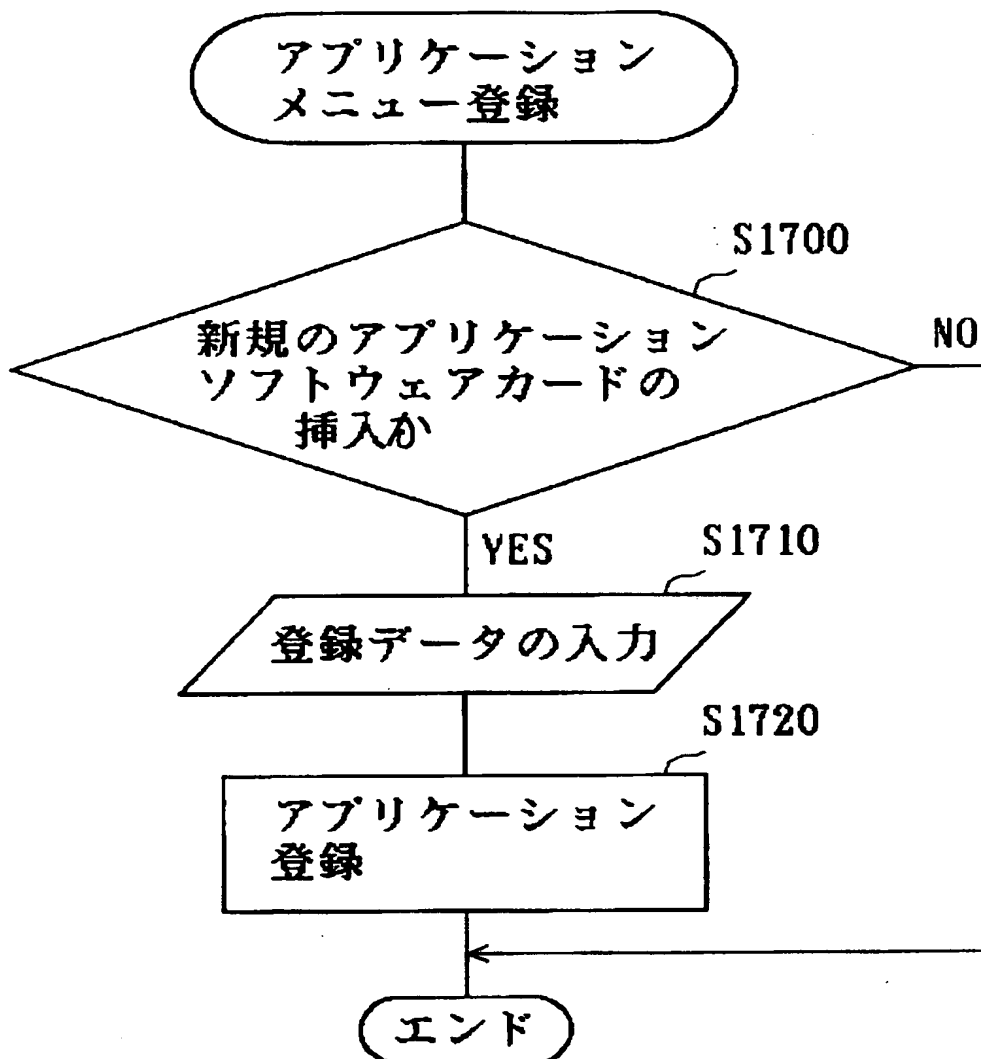 アプリケーション
メニュー登録
S1700
新規のアプリケーション
ソフトウェアカードの
挿入か
NO
YES
S1710
登録データの入力
S1720
アプリケーション
登録
エンド